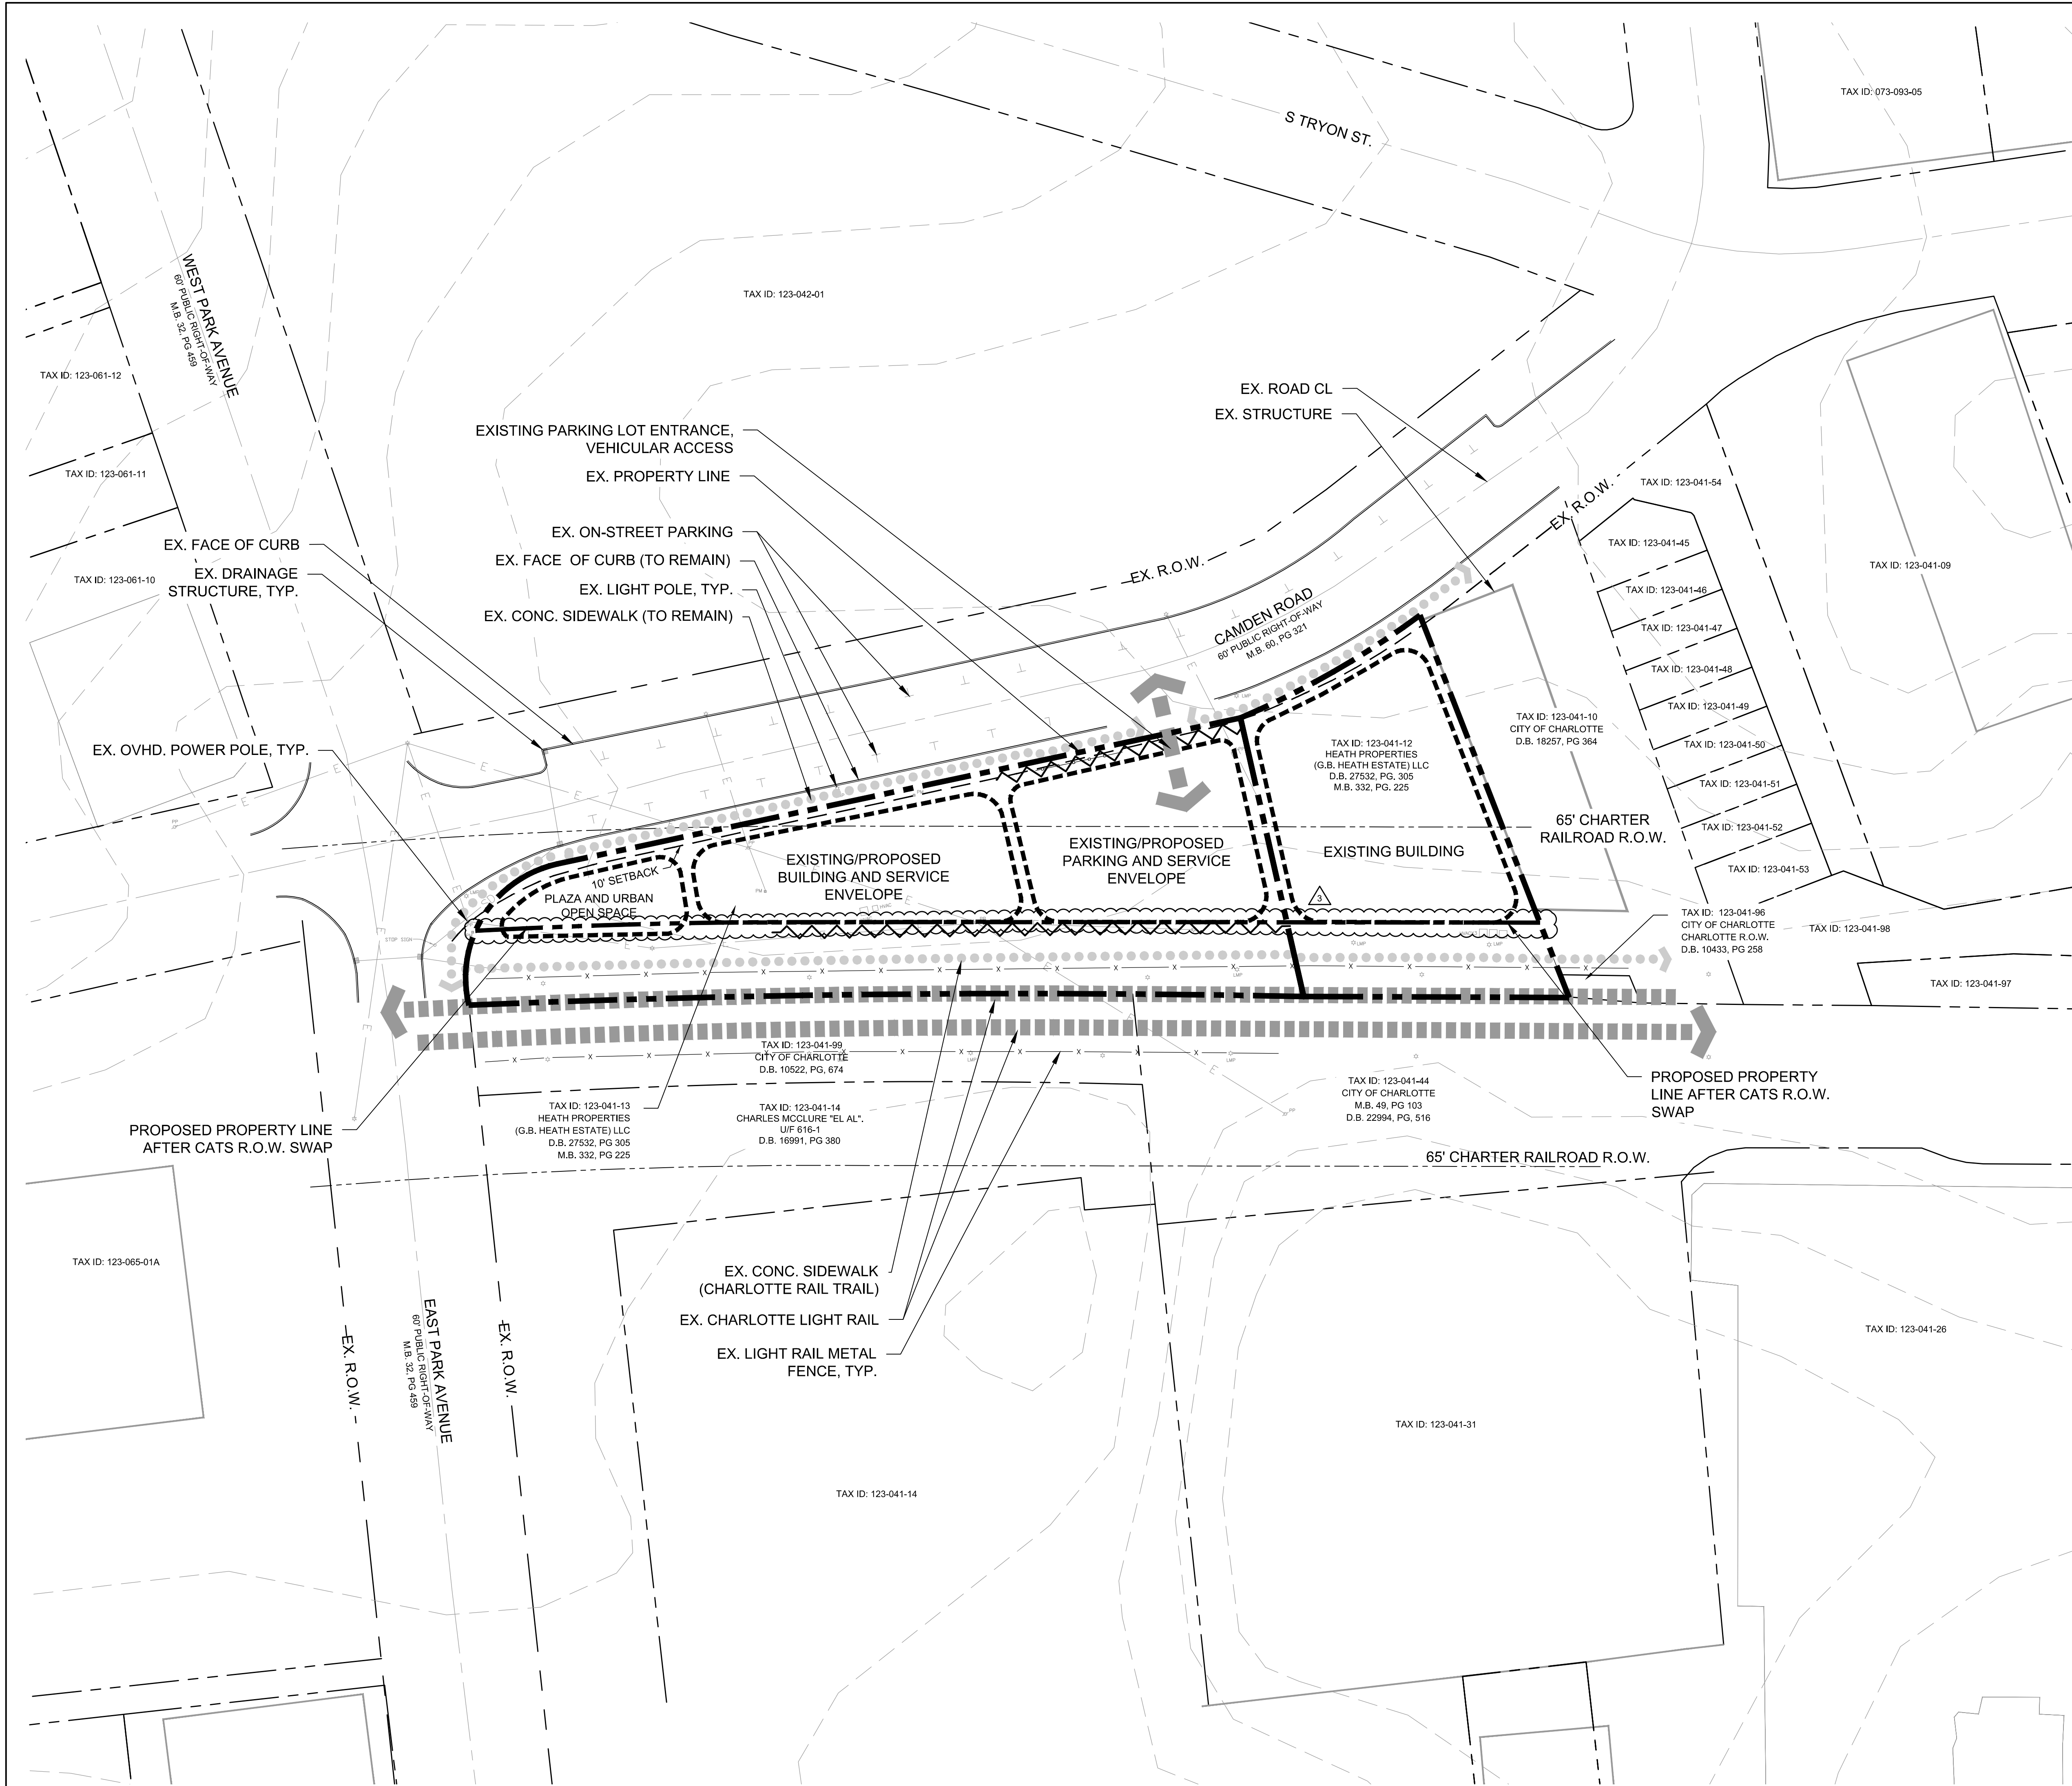 TAX ID: 073-093-05
S TRYON ST.
WEST PARK AVENUE
60' PUBLIC RIGHT-OF-WAY
M.B. 32, PG 459
TAX ID: 123-042-01
TAX ID: 123-061-12
TAX ID: 123-061-11
TAX ID: 123-061-10
EX. ROAD CL
EX. STRUCTURE
EXISTING PARKING LOT ENTRANCE,
VEHICULAR ACCESS
EX. PROPERTY LINE
EX. ON-STREET PARKING
EX. FACE OF CURB (TO REMAIN)
EX. LIGHT POLE, TYP.
EX. CONC. SIDEWALK (TO REMAIN)
EX. FACE OF CURB
EX. DRAINAGE
STRUCTURE, TYP.
EX. OVHD. POWER POLE, TYP.
EX. R.O.W.
EX. R.O.W.
CAMDEN ROAD
60' PUBLIC RIGHT-OF-WAY
M.B. 60, PG 321
TAX ID: 123-041-54
TAX ID: 123-041-45
TAX ID: 123-041-46
TAX ID: 123-041-47
TAX ID: 123-041-48
TAX ID: 123-041-49
TAX ID: 123-041-50
TAX ID: 123-041-51
TAX ID: 123-041-52
TAX ID: 123-041-53
TAX ID: 123-041-09
TAX ID: 123-041-10
CITY OF CHARLOTTE
D.B. 18257, PG 364
TAX ID: 123-041-12
HEATH PROPERTIES
(G.B. HEATH ESTATE) LLC
D.B. 27532, PG. 305
M.B. 332, PG. 225
65' CHARTER
RAILROAD R.O.W.
EXISTING BUILDING
EXISTING/PROPOSED
PARKING AND SERVICE
ENVELOPE
EXISTING/PROPOSED
BUILDING AND SERVICE
ENVELOPE
10' SETBACK
PLAZA AND URBAN
OPEN SPACE
3
STOP SIGN
PP
LMP
LMP
PM
HVAC
E
E
E
E
LMP
LMP
LMP
LMP
LMP
PP
X
X
X
X
TAX ID: 123-041-96
CITY OF CHARLOTTE
CHARLOTTE R.O.W.
D.B. 10433, PG 258
TAX ID: 123-041-98
TAX ID: 123-041-97
TAX ID: 123-041-99
CITY OF CHARLOTTE
D.B. 10522, PG, 674
TAX ID: 123-041-13
HEATH PROPERTIES
(G.B. HEATH ESTATE) LLC
D.B. 27532, PG 305
M.B. 332, PG 225
TAX ID: 123-041-14
CHARLES MCCLURE "EL AL".
U/F 616-1
D.B. 16991, PG 380
TAX ID: 123-041-44
CITY OF CHARLOTTE
M.B. 49, PG 103
D.B. 22994, PG, 516
PROPOSED PROPERTY
LINE AFTER CATS R.O.W.
SWAP
PROPOSED PROPERTY LINE
AFTER CATS R.O.W. SWAP
65' CHARTER RAILROAD R.O.W.
TAX ID: 123-065-01A
EX. R.O.W.
EAST PARK AVENUE
60' PUBLIC RIGHT-OF-WAY
M.B. 32, PG 459
EX. R.O.W.
EX. CONC. SIDEWALK
(CHARLOTTE RAIL TRAIL)
EX. CHARLOTTE LIGHT RAIL
EX. LIGHT RAIL METAL
FENCE, TYP.
TAX ID: 123-041-26
TAX ID: 123-041-31
TAX ID: 123-041-14